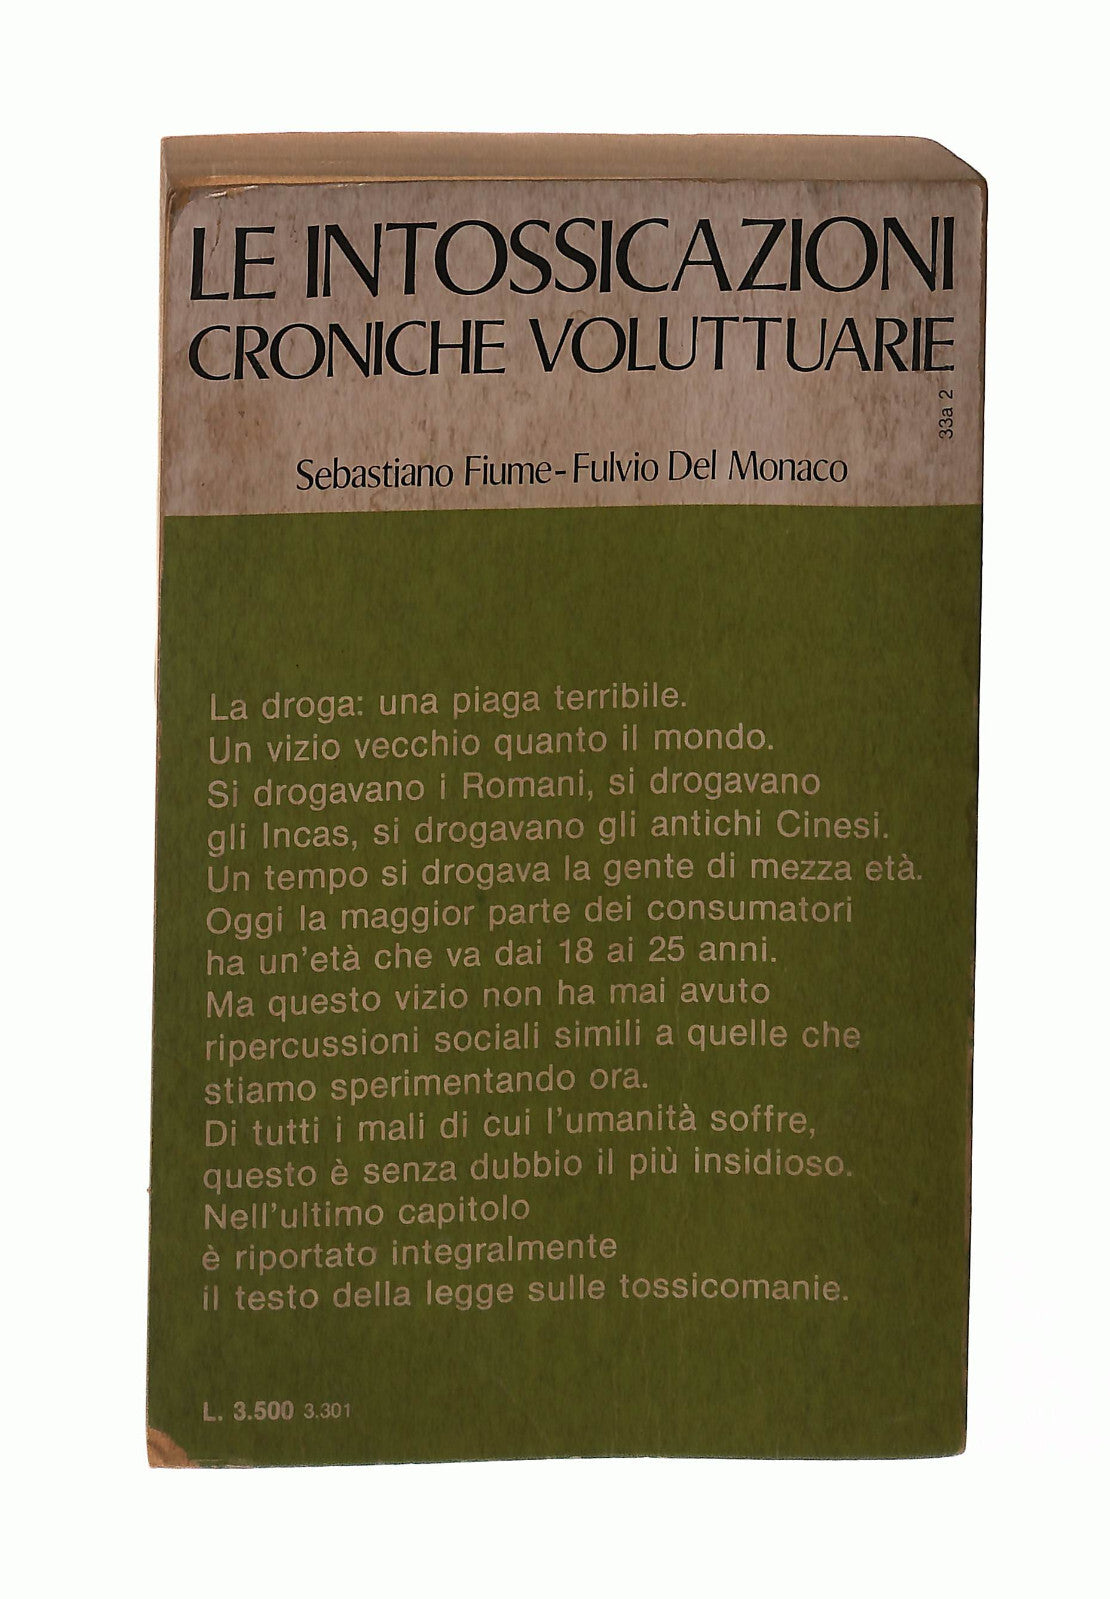 LE INTOSSICAZIONI
CRONICHE VOLUTTUARIE
33a 2
Sebastiano Fiume-Fulvio Del Monaco
La droga: una piaga terribile.
Un vizio vecchio quanto il mondo.
Si drogavano i Romani, si drogavano
gli Incas, si drogavano gli antichi Cinesi.
Un tempo si drogava la gente di mezza età.
Oggi la maggior parte dei consumatori
ha un'età che va dai 18 ai 25 anni.
Ma questo vizio non ha mai avuto
ripercussioni sociali simili a quelle che
stiamo sperimentando ora.
Di tutti i mali di cui l'umanità soffre,
questo è senza dubbio il più insidioso.
Nell'ultimo capitolo
è riportato integralmente
il testo della legge sulle tossicomanie.
L. 3.500 3.301